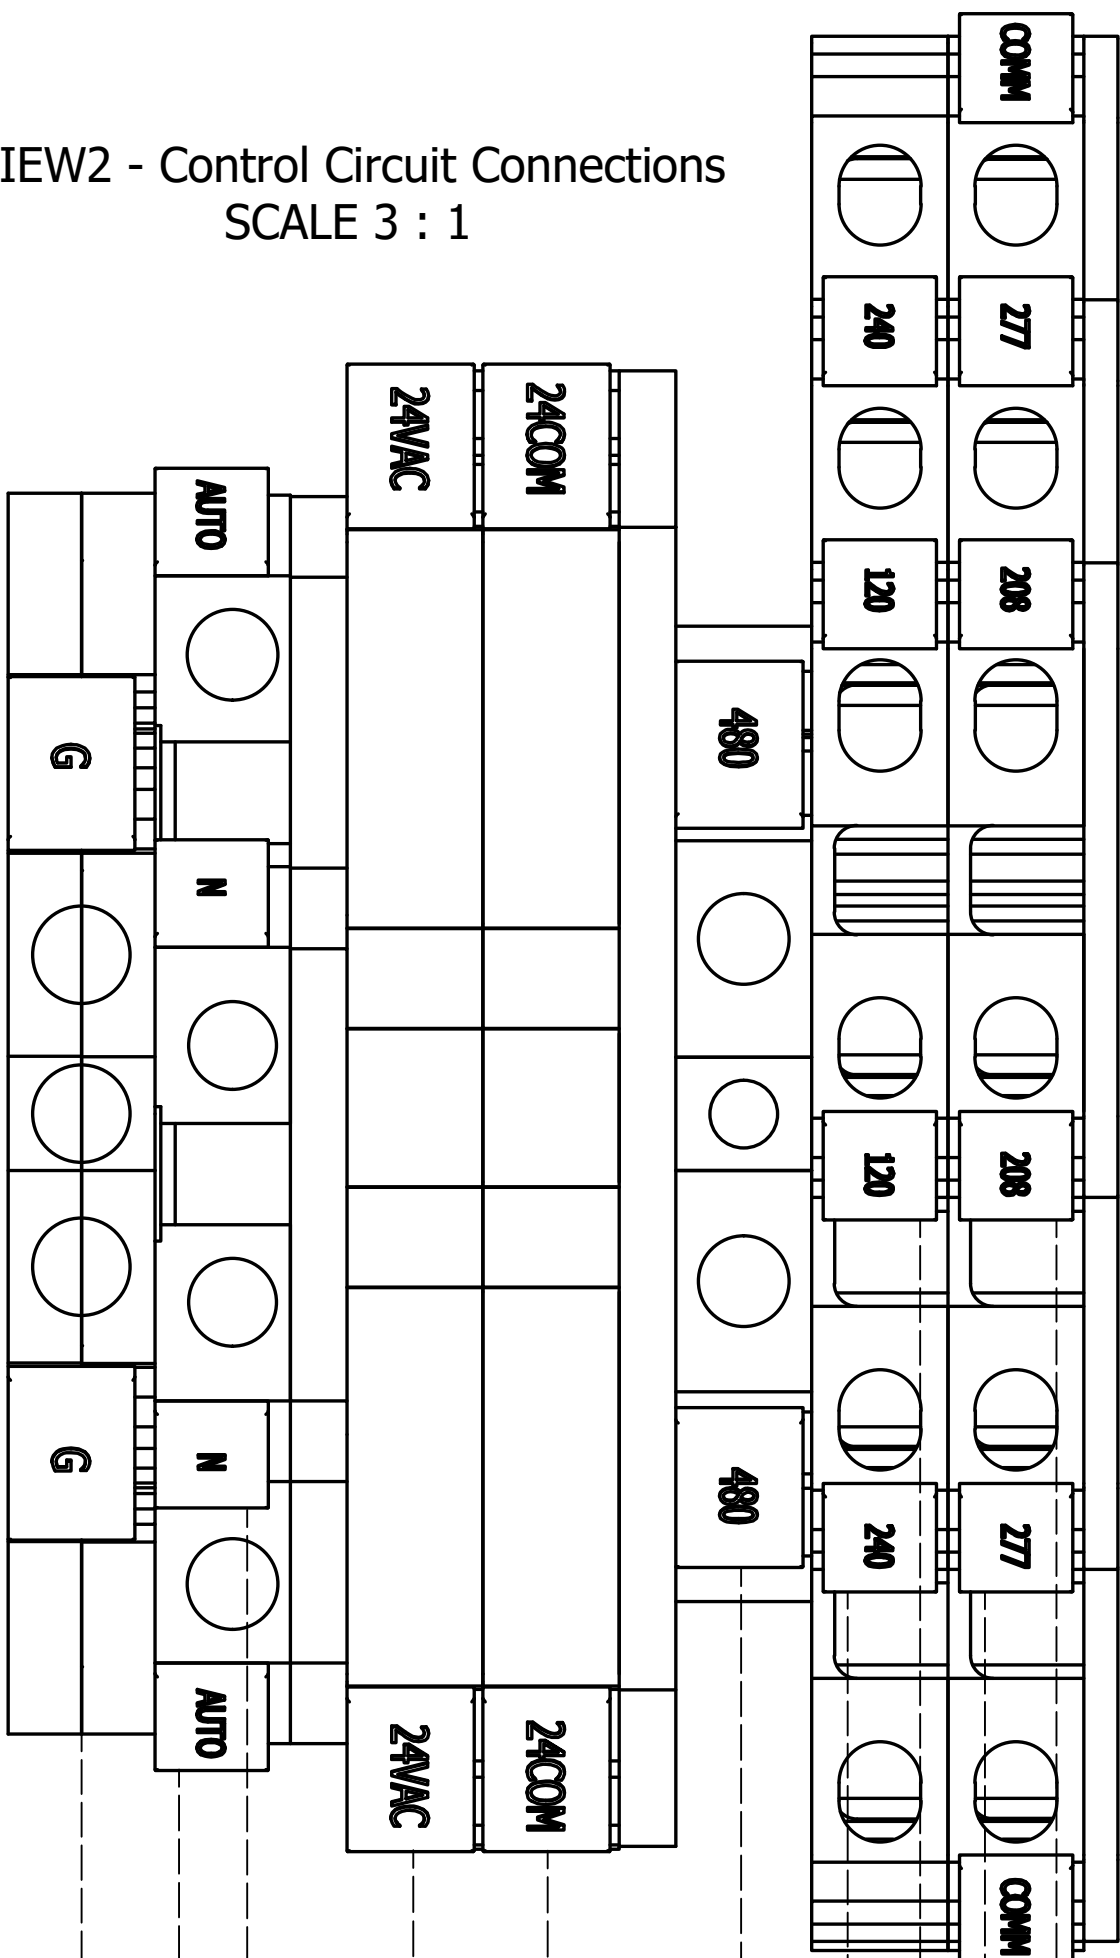 IEW2 - Control Circuit Connections
SCALE 3 : 1
COMM
240
277
24VAC
24COM
AUTO
120
208
480
G
N
120
208
G
N
480
240
277
AUTO
24VAC
24COM
COMM